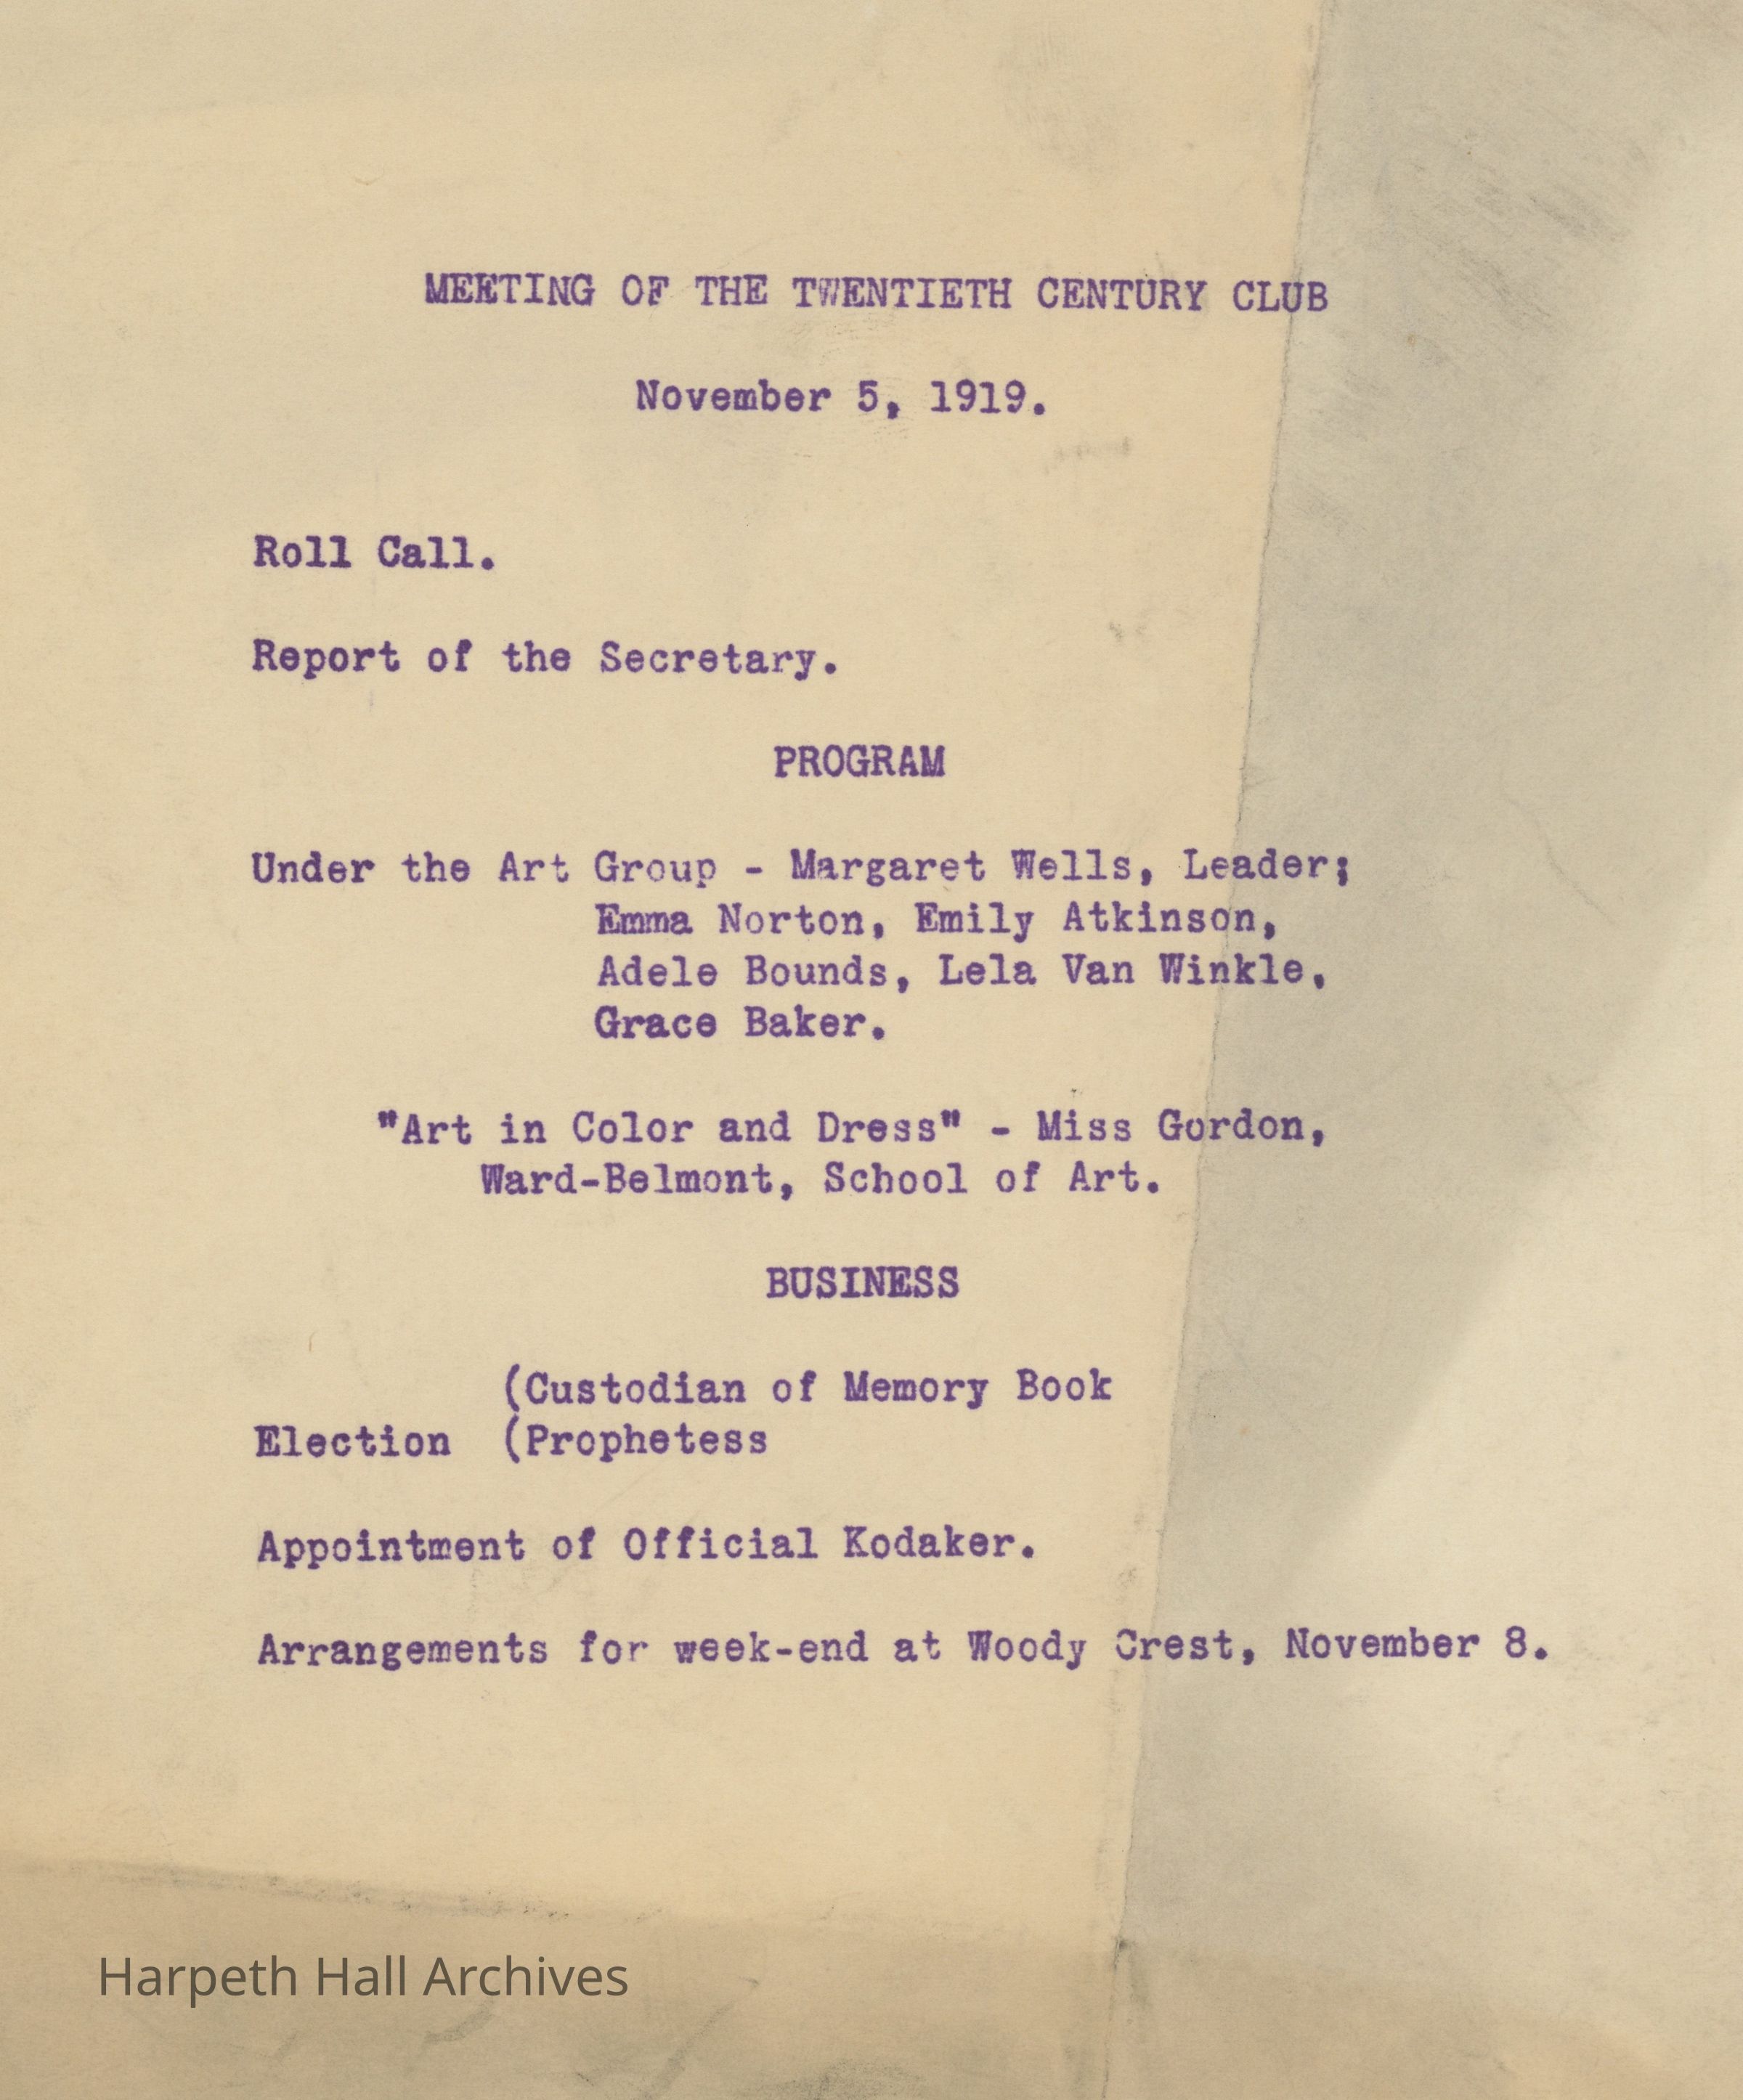 MEETING OF THE TWENTIETH CENTURY CLUB
November 5, 1919.
Roll Call.
Report of the Secretary.
PROGRAM
Under the Art Group - Margaret Wells, Leader;
Emma Norton, Emily Atkinson,
Adele Bounds, Lela Van Winkle,
Grace Baker.
"Art in Color and Dress" - Miss Gordon,
Ward-Belmont, School of Art.
BUSINESS
(Custodian of Memory Book
Election (Prophetess
Appointment of Official Kodaker.
Arrangements for week-end at Woody Crest, November 8.
Harpeth Hall Archives